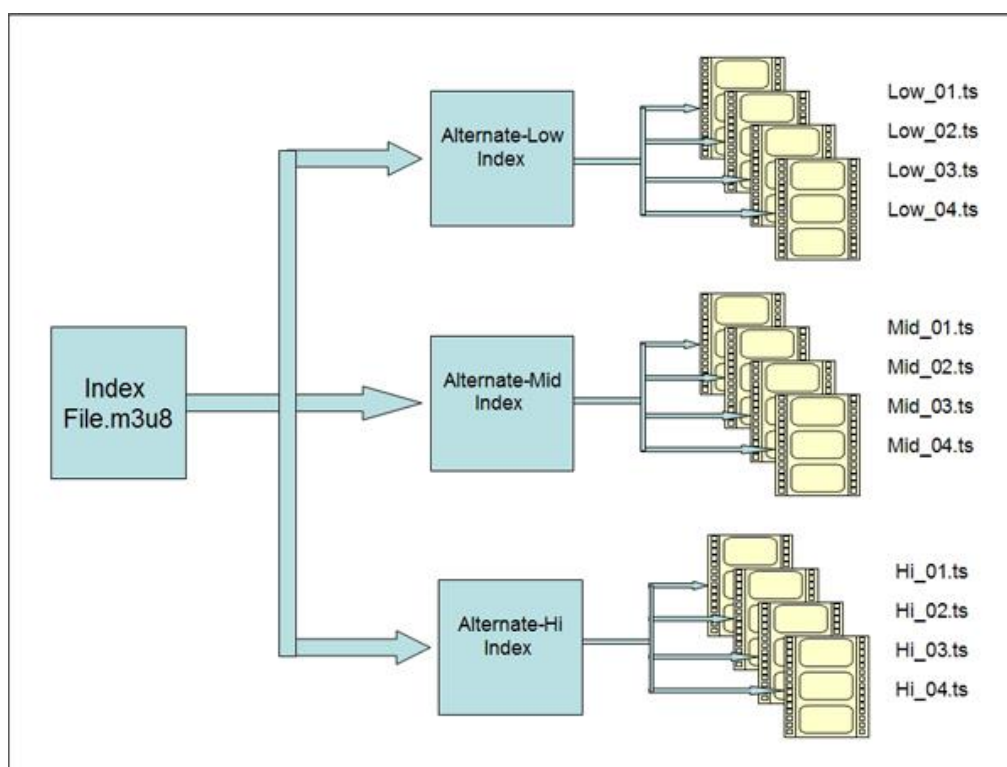 Alternate-Low
Index
Low_01.ts
Low_02.ts
Low_03.ts
Low_04.ts
Index
File.m3u8
Alternate-Mid
Index
Mid_01.ts
Mid_02.ts
Mid_03.ts
Mid_04.ts
Alternate-Hi
Index
Hi_01.ts
Hi_02.ts
Hi_03.ts
Hi_04.ts